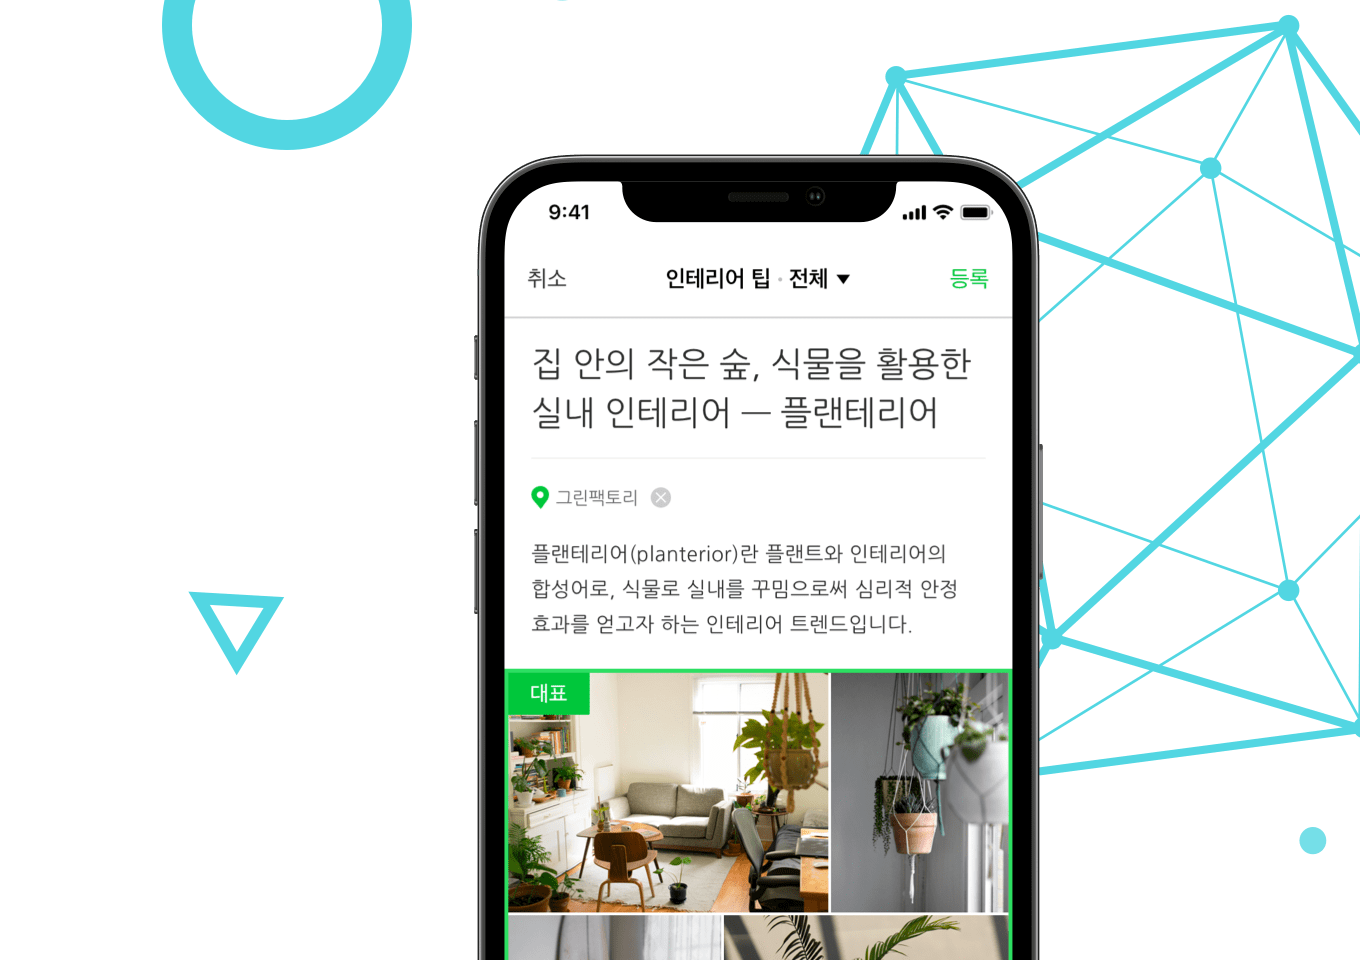 9:41
취소 인테리어 팁 · 전체 ▼ 등록
집 안의 작은 숲, 식물을 활용한
실내 인테리어 — 플랜테리어
그린팩토리
플랜테리어(planterior)란 플랜트와 인테리어의
합성어로, 식물로 실내를 꾸밈으로써 심리적 안정
효과를 얻고자 하는 인테리어 트렌드입니다.
대표